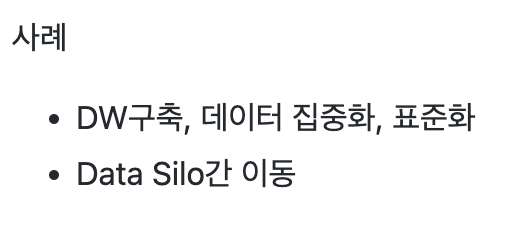 사례
• DW구축, 데이터 집중화, 표준화
• Data Silo간 이동